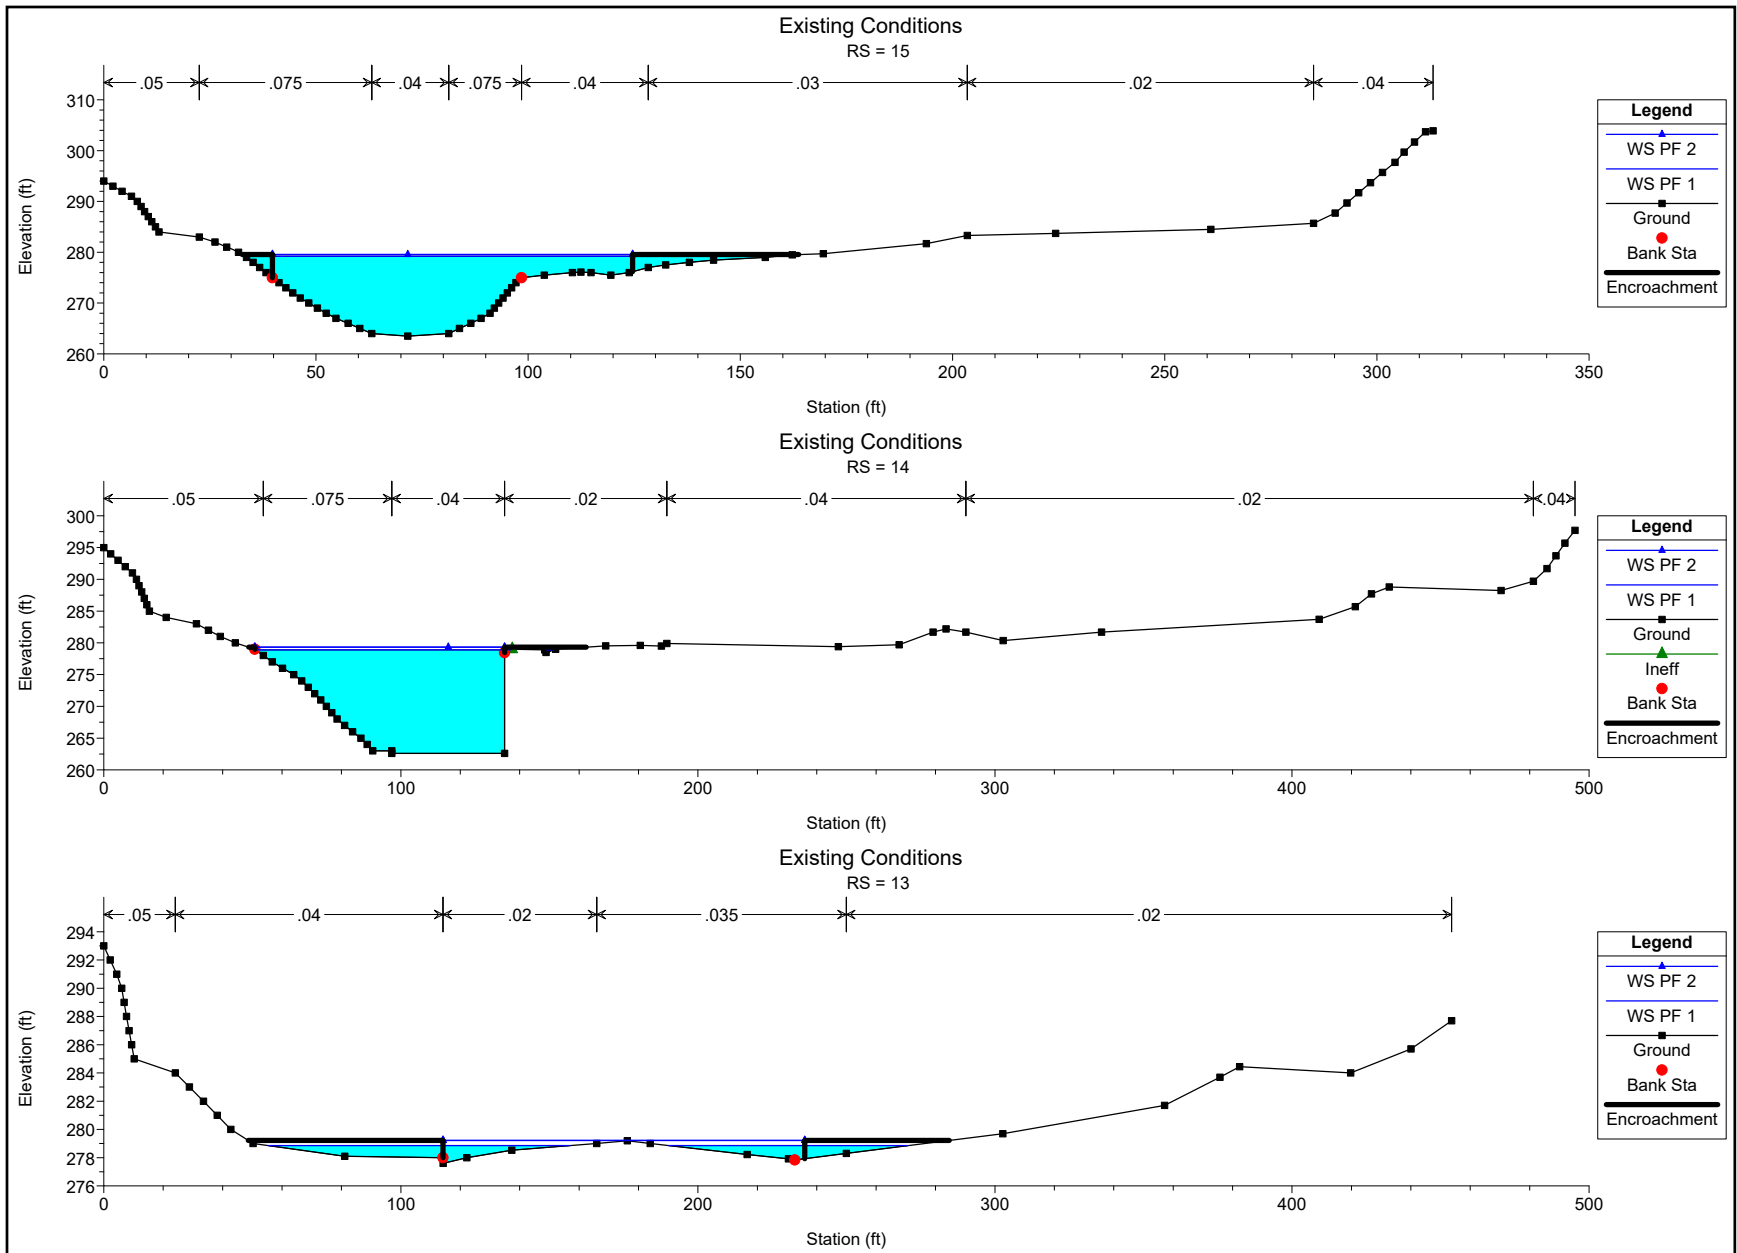 Existing Conditions
RS = 15
.05 .075 .04 .075 .04 .03 .02 .04
310
300
290
280
270
260
Elevation (ft)
0 50 100 150 200 250 300 350
Station (ft)
Legend
WS PF 2
WS PF 1
Ground
Bank Sta
Encroachment
Existing Conditions
RS = 14
.05 .075 .04 .02 .04 .02 .04
300
295
290
285
280
275
270
265
260
Elevation (ft)
0 100 200 300 400 500
Station (ft)
Legend
WS PF 2
WS PF 1
Ground
Ineff
Bank Sta
Encroachment
Existing Conditions
RS = 13
.05 .04 .02 .035 .02
294
292
290
288
286
284
282
280
278
276
Elevation (ft)
0 100 200 300 400 500
Station (ft)
Legend
WS PF 2
WS PF 1
Ground
Bank Sta
Encroachment